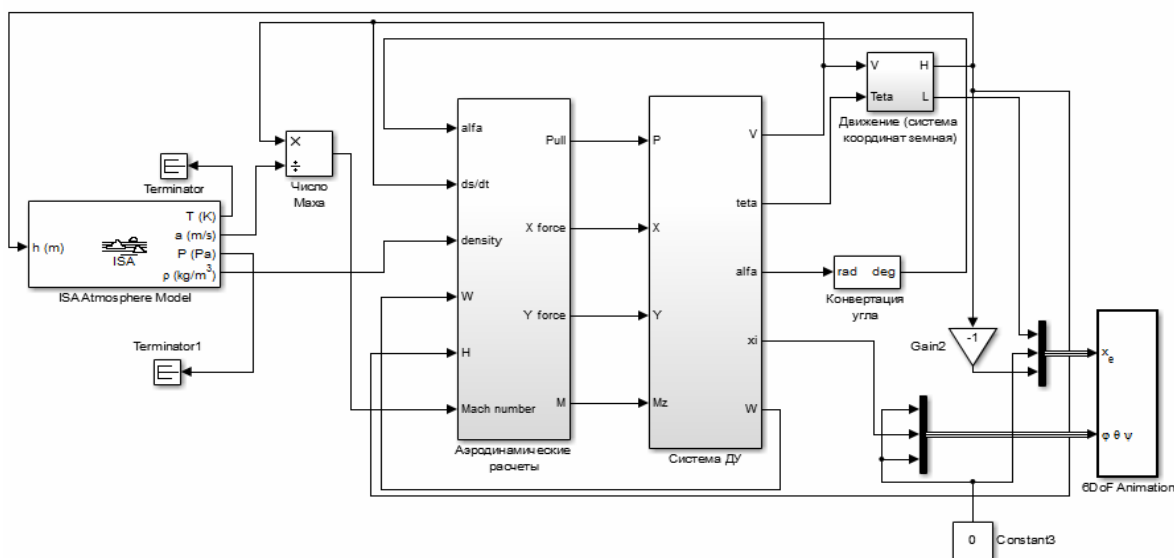 V
H
Teta
L
Движение (система
координат земная)
alfa
Pull
P
V
×
÷
Число
Маха
Terminator
ds/dt
teta
T (K)
a (m/s)
P (Pa)
ρ (kg/m³)
h (m)
ISA
ISA Atmosphere Model
X force
X
density
alfa
rad deg
Конвертация
угла
W
Y force
Y
Terminator1
H
xi
Gain2
-1
xₑ
Mach number
M
Mz
W
φ θ ψ
Аэродинамические
расчеты
Система ДУ
6DoF Animation
0
Constant3